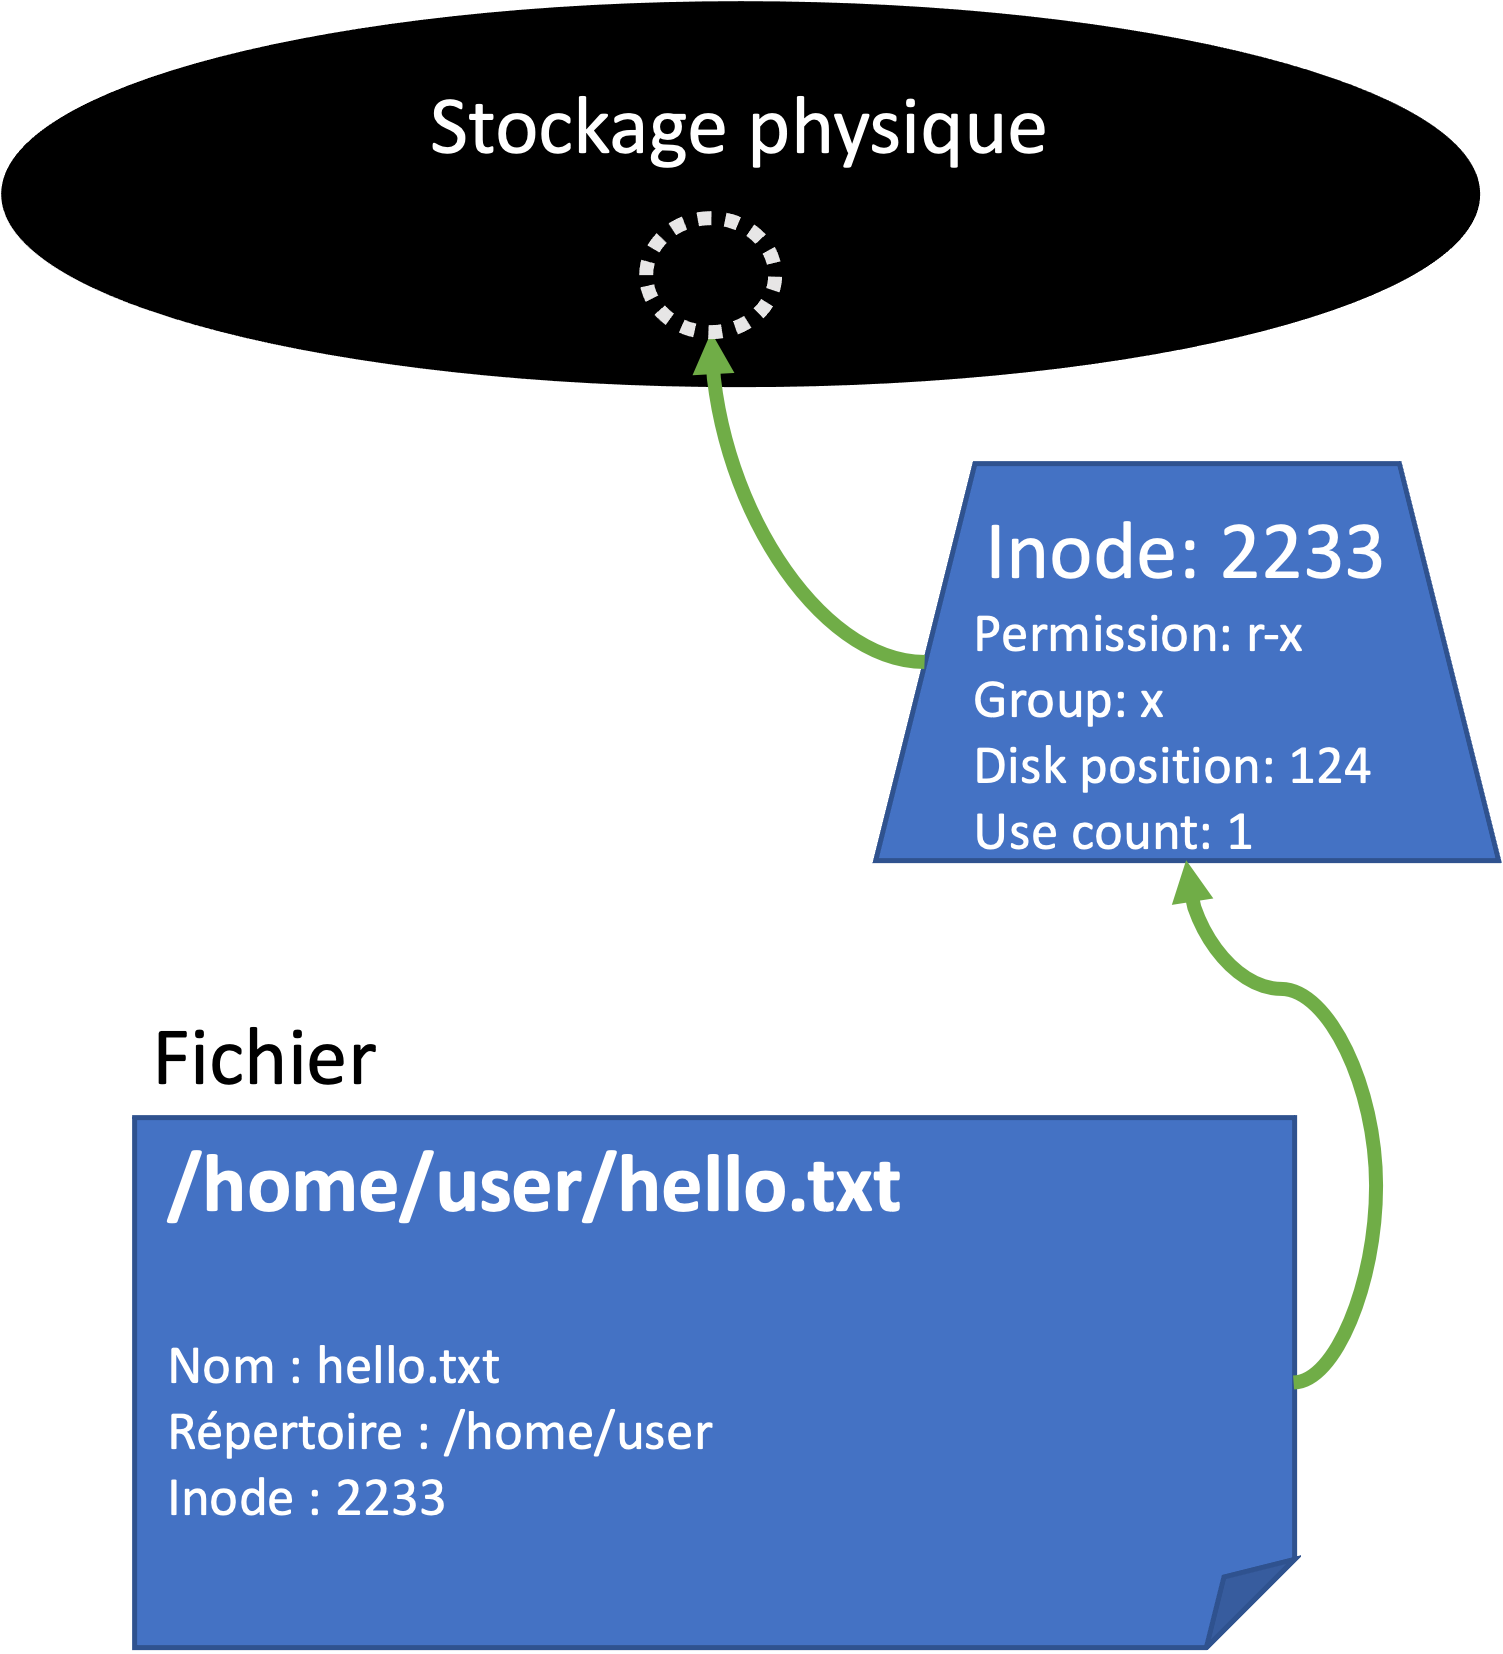 Stockage physique
Inode: 2233
Permission: r-x
Group: x
Disk position: 124
Use count: 1
Fichier
/home/user/hello.txt
Nom : hello.txt
Répertoire : /home/user
Inode : 2233